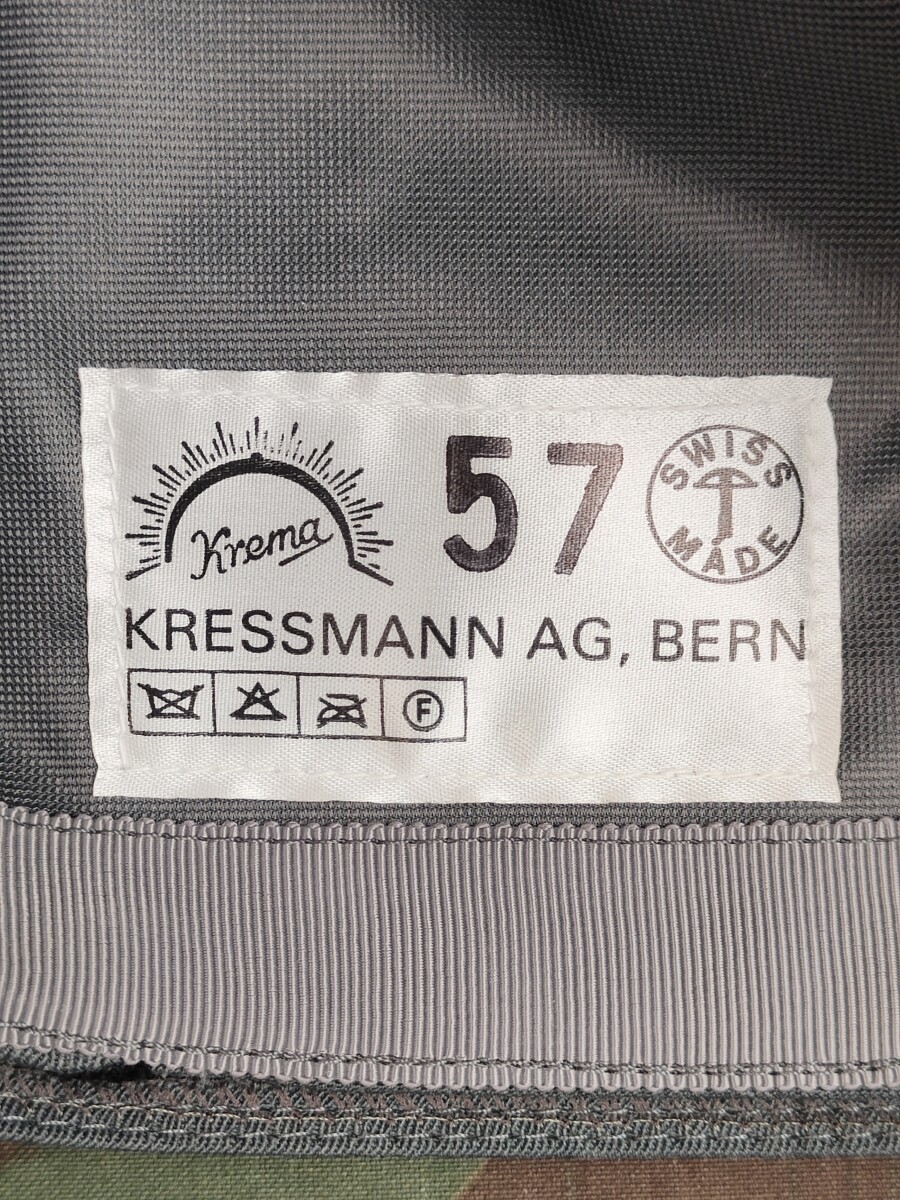 Krema
57
SWISS
MADE
KRESSMANN AG, BERN
F